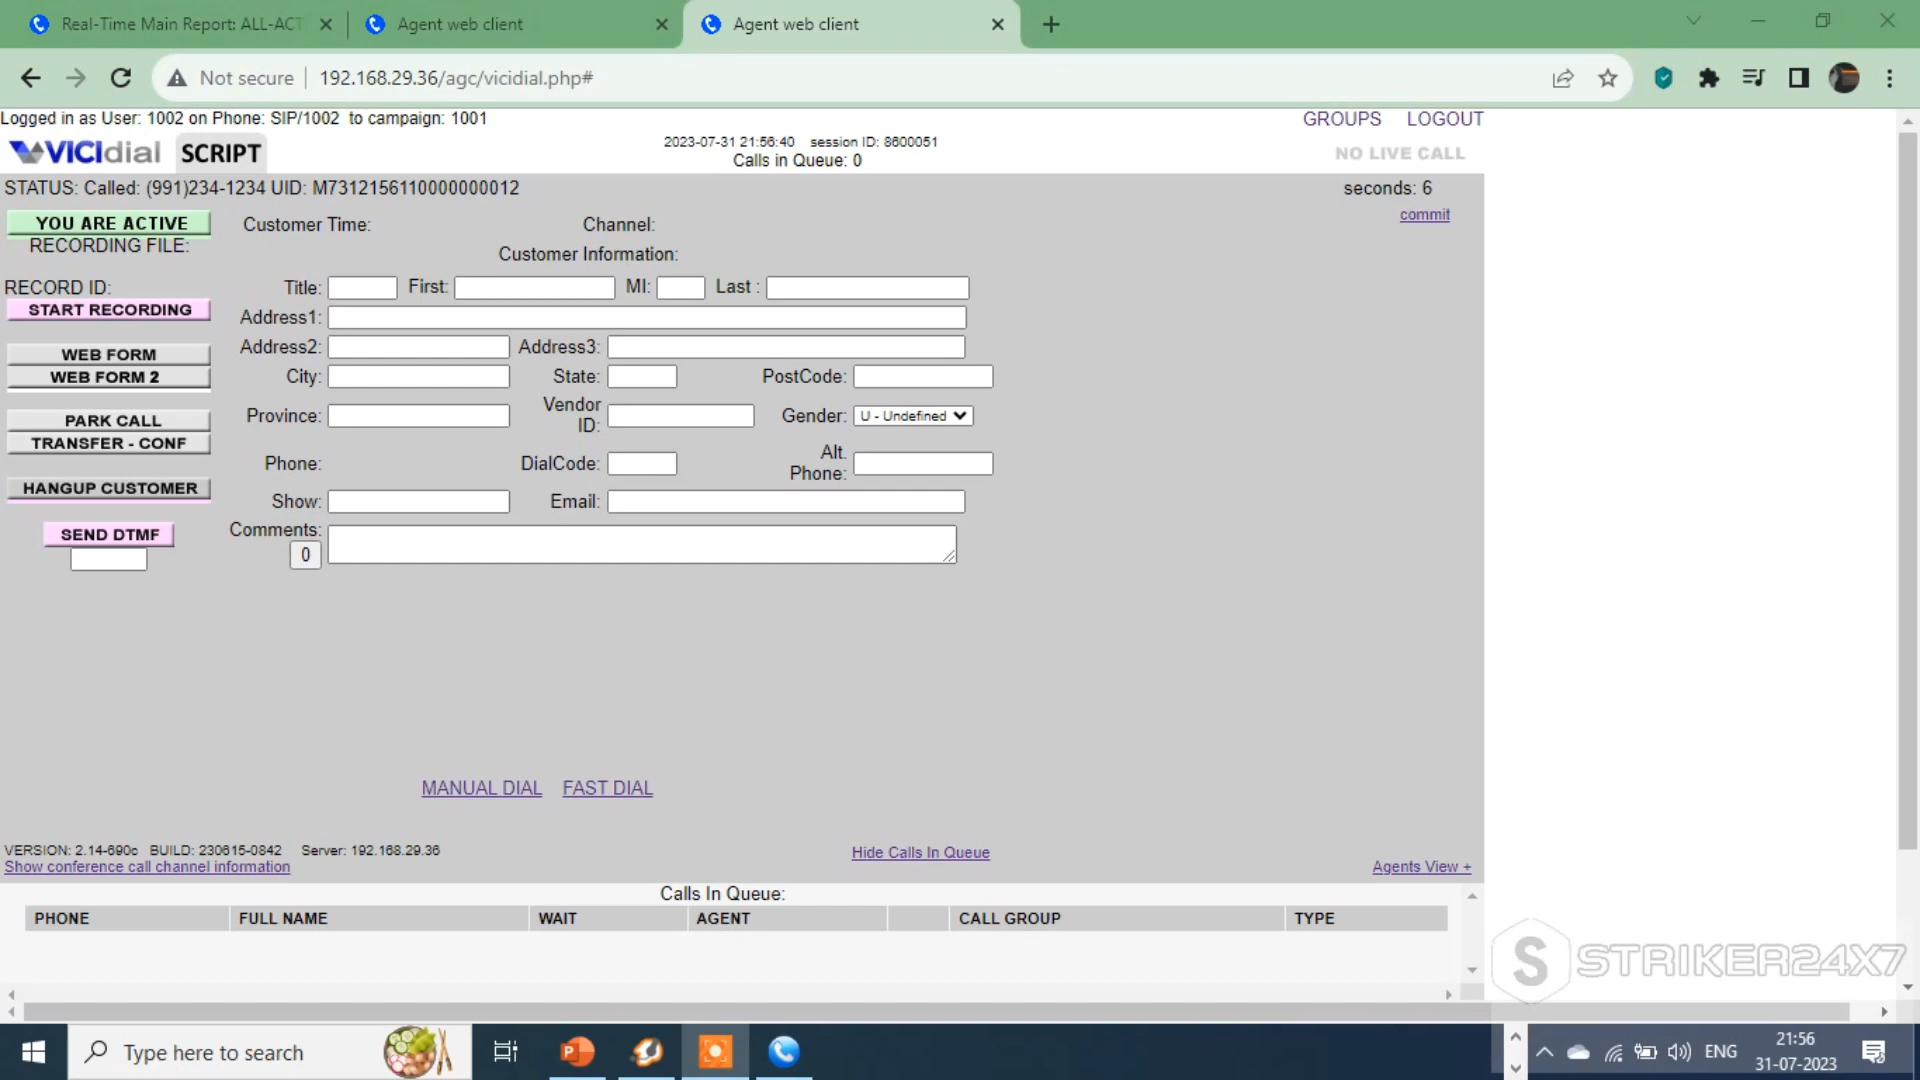 Real-Time Main Report: ALL-ACT
Agent web client
Agent web client
Not secure
192.168.29.36/agc/vicidial.php#
Logged in as User: 1002 on Phone: SIP/1002 to campaign: 1001
GROUPS LOGOUT
VICIdial SCRIPT
2023-07-31 21:56:40 session ID: 8600051
Calls in Queue: 0
NO LIVE CALL
STATUS: Called: (991)234-1234 UID: M7312156110000000012
seconds: 6
YOU ARE ACTIVE
Customer Time: Channel:
commit
RECORDING FILE:
Customer Information:
RECORD ID:
Title: First: MI: Last :
START RECORDING
Address1:
WEB FORM
Address2: Address3:
WEB FORM 2
City: State: PostCode:
PARK CALL
Province: Vendor ID: Gender: U - Undefined
TRANSFER - CONF
Phone: DialCode: Alt. Phone:
HANGUP CUSTOMER
Show: Email:
SEND DTMF
Comments:
0
MANUAL DIAL FAST DIAL
VERSION: 2.14-690c BUILD: 230615-0842 Server: 192.168.29.36
Hide Calls In Queue
Show conference call channel information
Agents View +
Calls In Queue:
PHONE FULL NAME WAIT AGENT CALL GROUP TYPE
S STRIKER24X7
Type here to search
ENG
21:56
31-07-2023